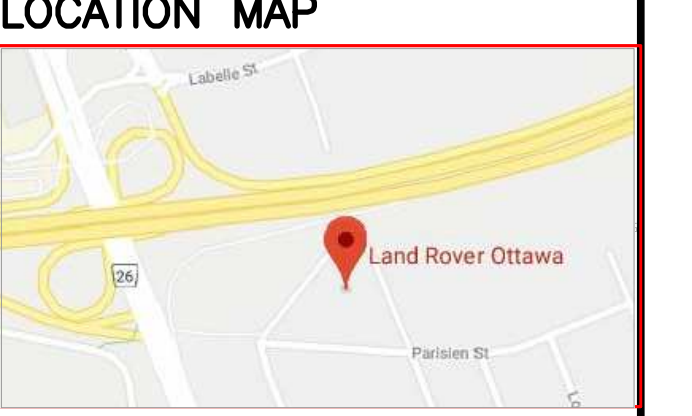 LOCATION MAP
Labelle St
Land Rover Ottawa
26
Parisien St